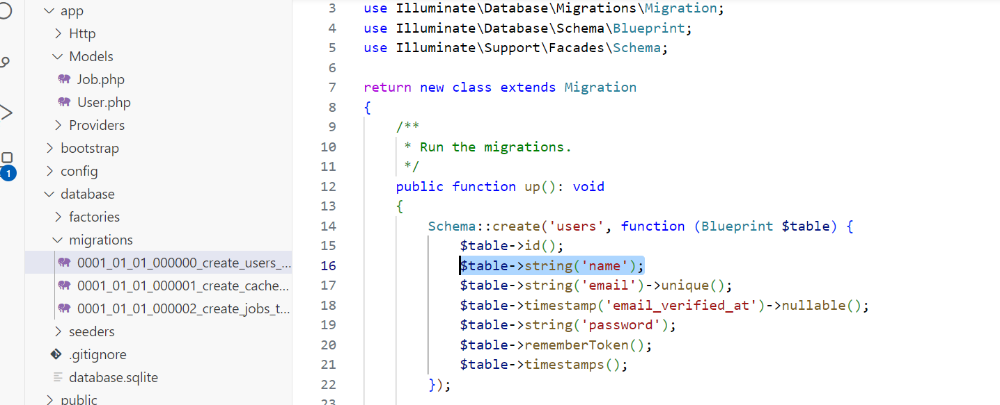 app
Http
Models
Job.php
User.php
Providers
bootstrap
config
database
factories
migrations
0001_01_01_000000_create_users_...
0001_01_01_000001_create_cache...
0001_01_01_000002_create_jobs_t...
seeders
.gitignore
database.sqlite
public
1
3 use Illuminate\Database\Migrations\Migration;
4 use Illuminate\Database\Schema\Blueprint;
5 use Illuminate\Support\Facades\Schema;
6
7 return new class extends Migration
8 {
9 /**
10 * Run the migrations.
11 */
12 public function up(): void
13 {
14 Schema::create('users', function (Blueprint $table) {
15 $table->id();
16 $table->string('name');
17 $table->string('email')->unique();
18 $table->timestamp('email_verified_at')->nullable();
19 $table->string('password');
20 $table->rememberToken();
21 $table->timestamps();
22 });
23